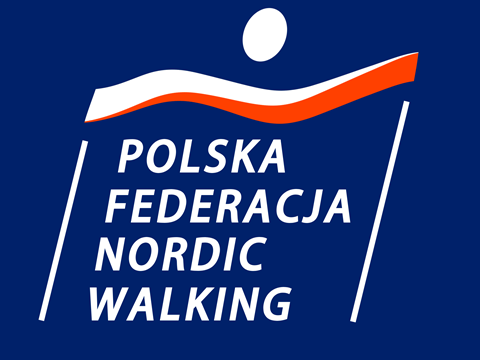 POLSKA
FEDERACJA
NORDIC
WALKING